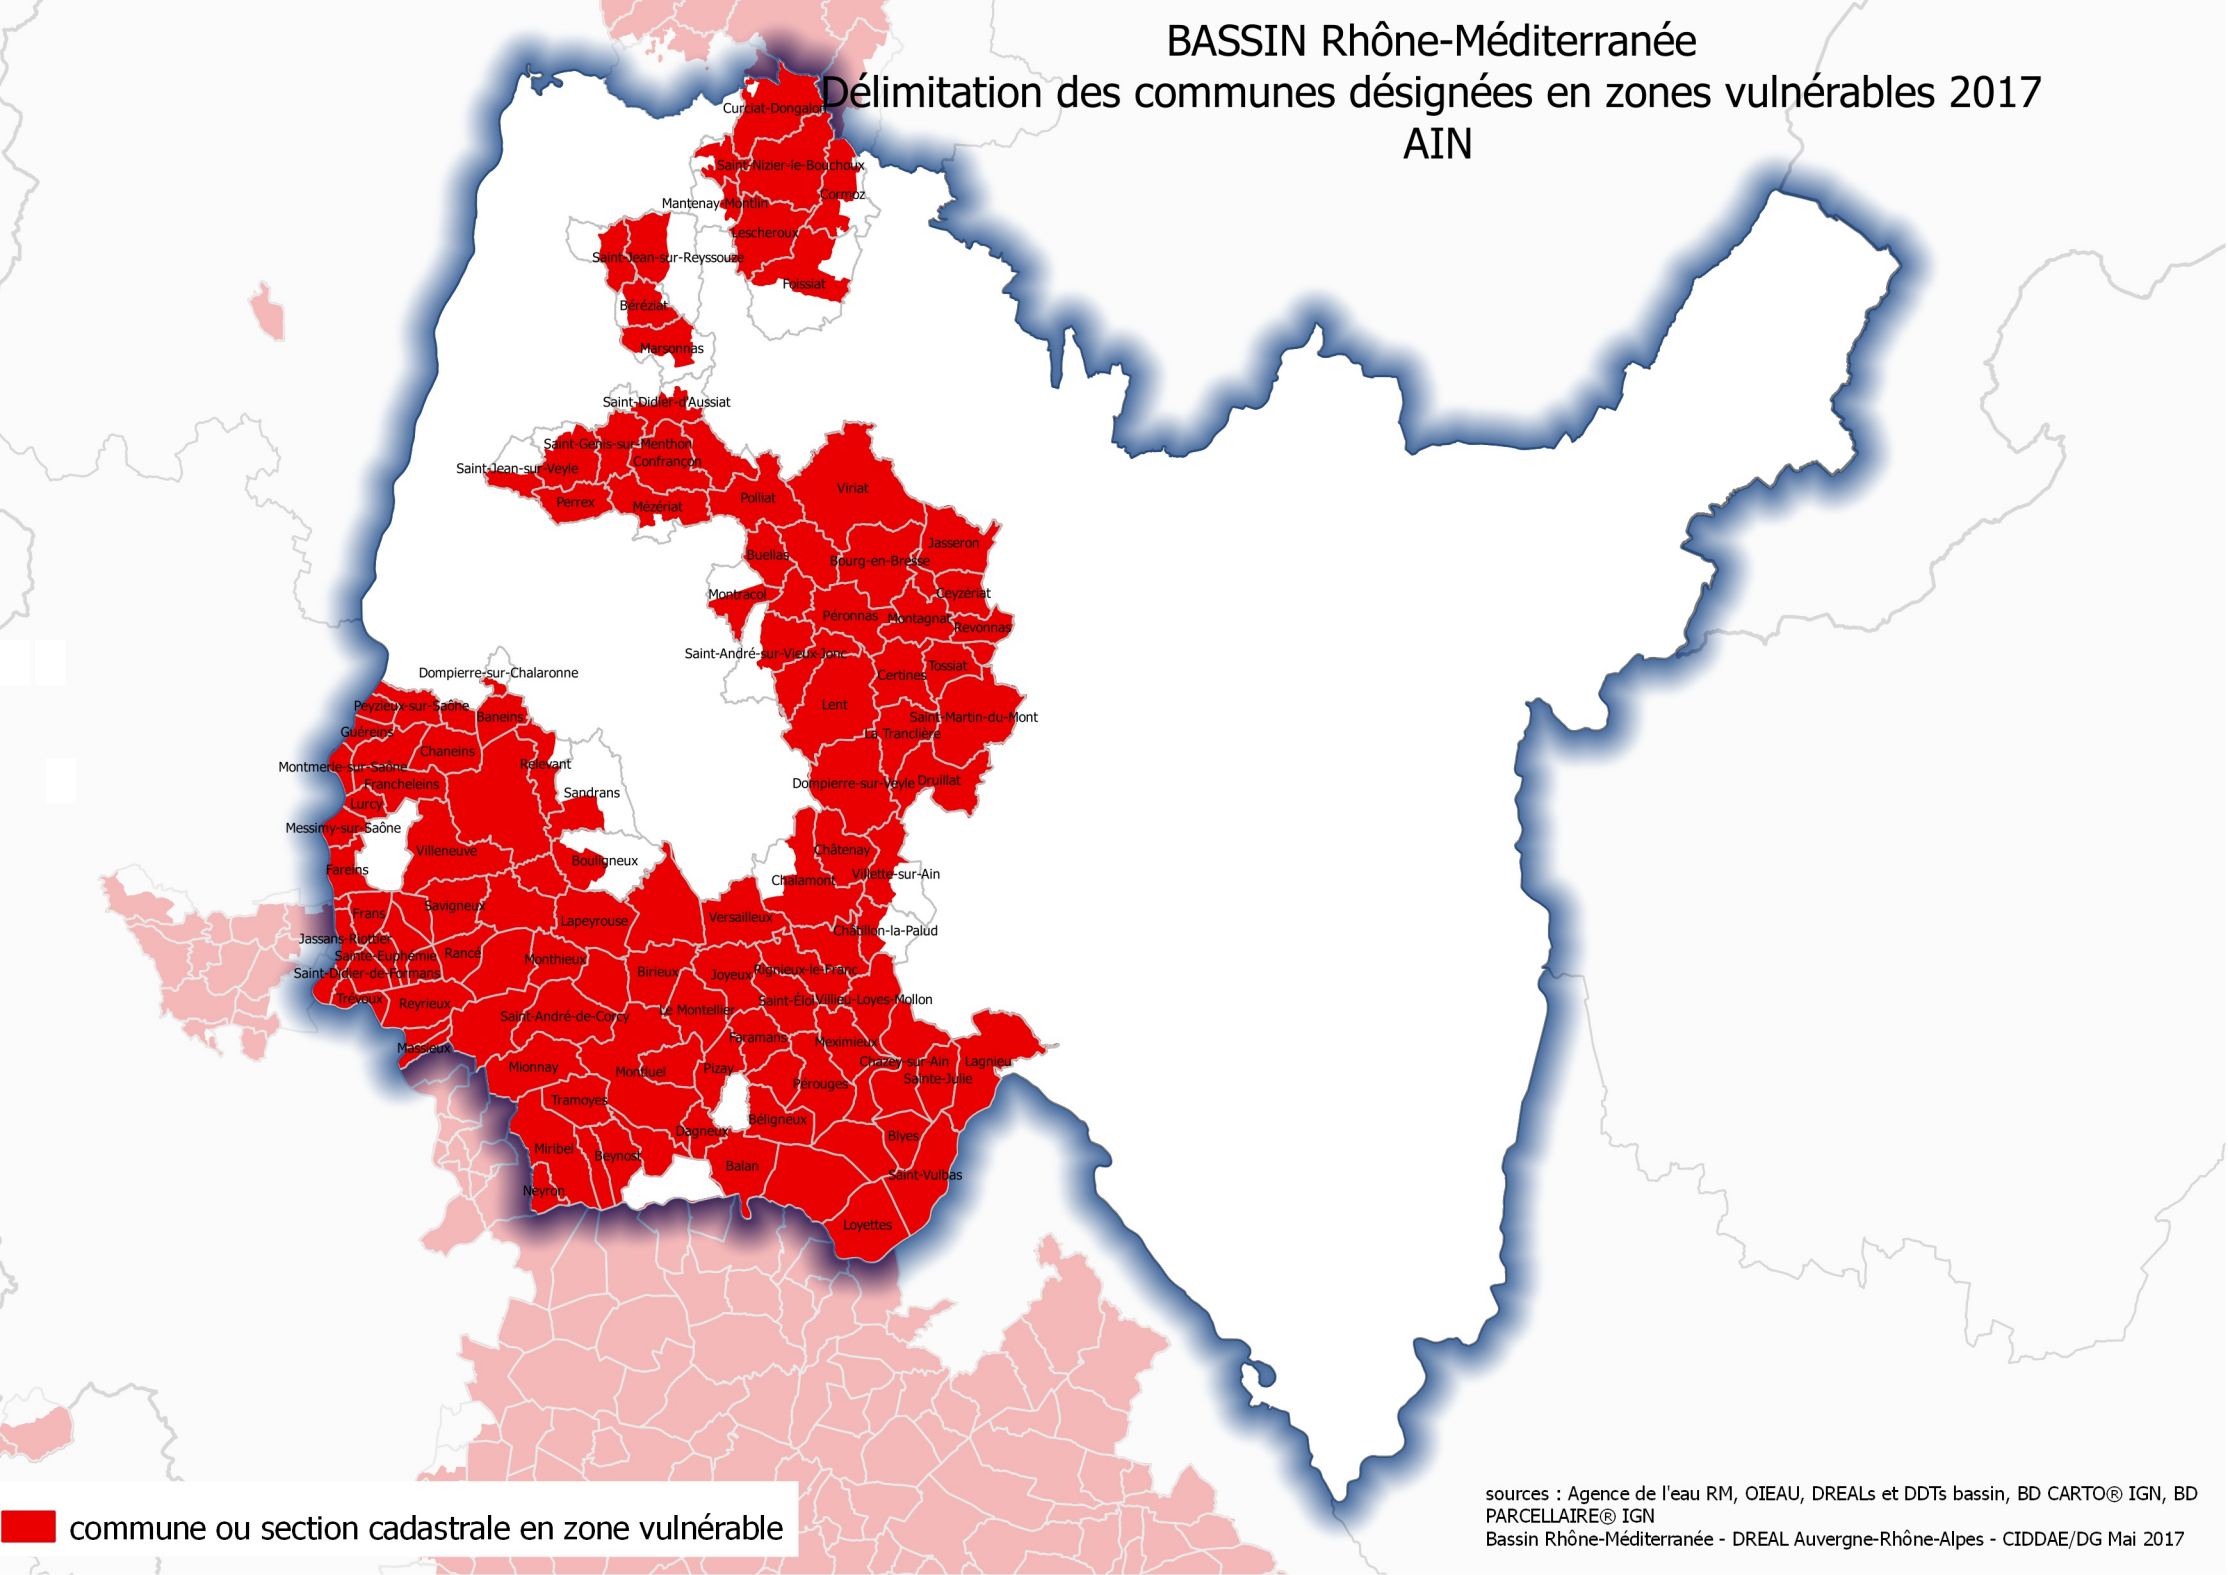 BASSIN Rhône-Méditerranée
Délimitation des communes désignées en zones vulnérables 2017
AIN
Curciat-Dongalon
Saint-Nizier-le-Bouchoux
Cormoz
Mantenay-Montlin
Lescheroux
Saint-Jean-sur-Reyssouze
Foissiat
Béréziat
Marsonnas
Saint-Didier-d'Aussiat
Saint-Genis-sur-Menthon
Confrançon
Saint-Jean-sur-Veyle
Perrex
Mézériat
Polliat
Viriat
Jasseron
Buellas
Bourg-en-Bresse
Montracol
Ceyzériat
Péronnas
Montagnat
Revonnas
Saint-André-sur-Vieux-Jonc
Tossiat
Dompierre-sur-Chalaronne
Certines
Peyzieux-sur-Saône
Lent
Baneins
Saint-Martin-du-Mont
Guéreins
La Tranclière
Chaneins
Relevant
Montmerle-sur-Saône
Francheleins
Dompierre-sur-Veyle
Druillat
Sandrans
Lurcy
Messimy-sur-Saône
Villeneuve
Châtenay
Bouligneux
Fareins
Villette-sur-Ain
Chalamont
Savigneux
Frans
Lapeyrouse
Versailleux
Châtillon-la-Palud
Jassans-Riottier
Rancé
Sainte-Euphémie
Monthieux
Saint-Didier-de-Formans
Birieux
Joyeux
Rignieux-le-Franc
Trévoux
Reyrieux
Saint-Éloi
Villieu-Loyes-Mollon
Le Montellier
Saint-André-de-Corcy
Faramans
Meximieux
Massieux
Chazey-sur-Ain
Lagnieu
Mionnay
Montluel
Pizay
Sainte-Julie
Pérouges
Tramoyes
Béligneux
Dagneux
Blyes
Miribel
Beynost
Balan
Saint-Vulbas
Neyron
Loyettes
commune ou section cadastrale en zone vulnérable
sources : Agence de l'eau RM, OIEAU, DREALs et DDTs bassin, BD CARTO® IGN, BD
PARCELLAIRE® IGN
Bassin Rhône-Méditerranée - DREAL Auvergne-Rhône-Alpes - CIDDAE/DG Mai 2017